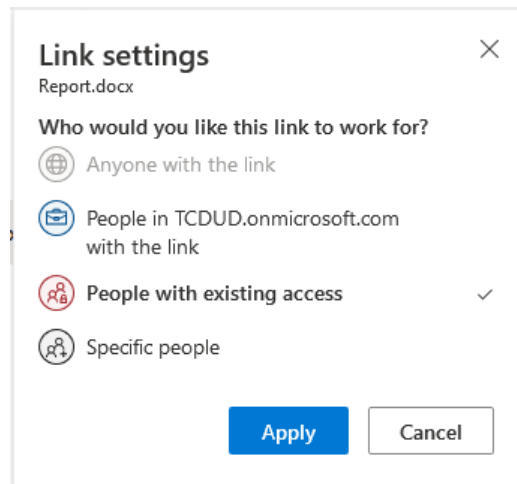 Link settings
Report.docx
Who would you like this link to work for?
Anyone with the link
People in TCDUD.onmicrosoft.com
with the link
People with existing access
Specific people
Apply
Cancel